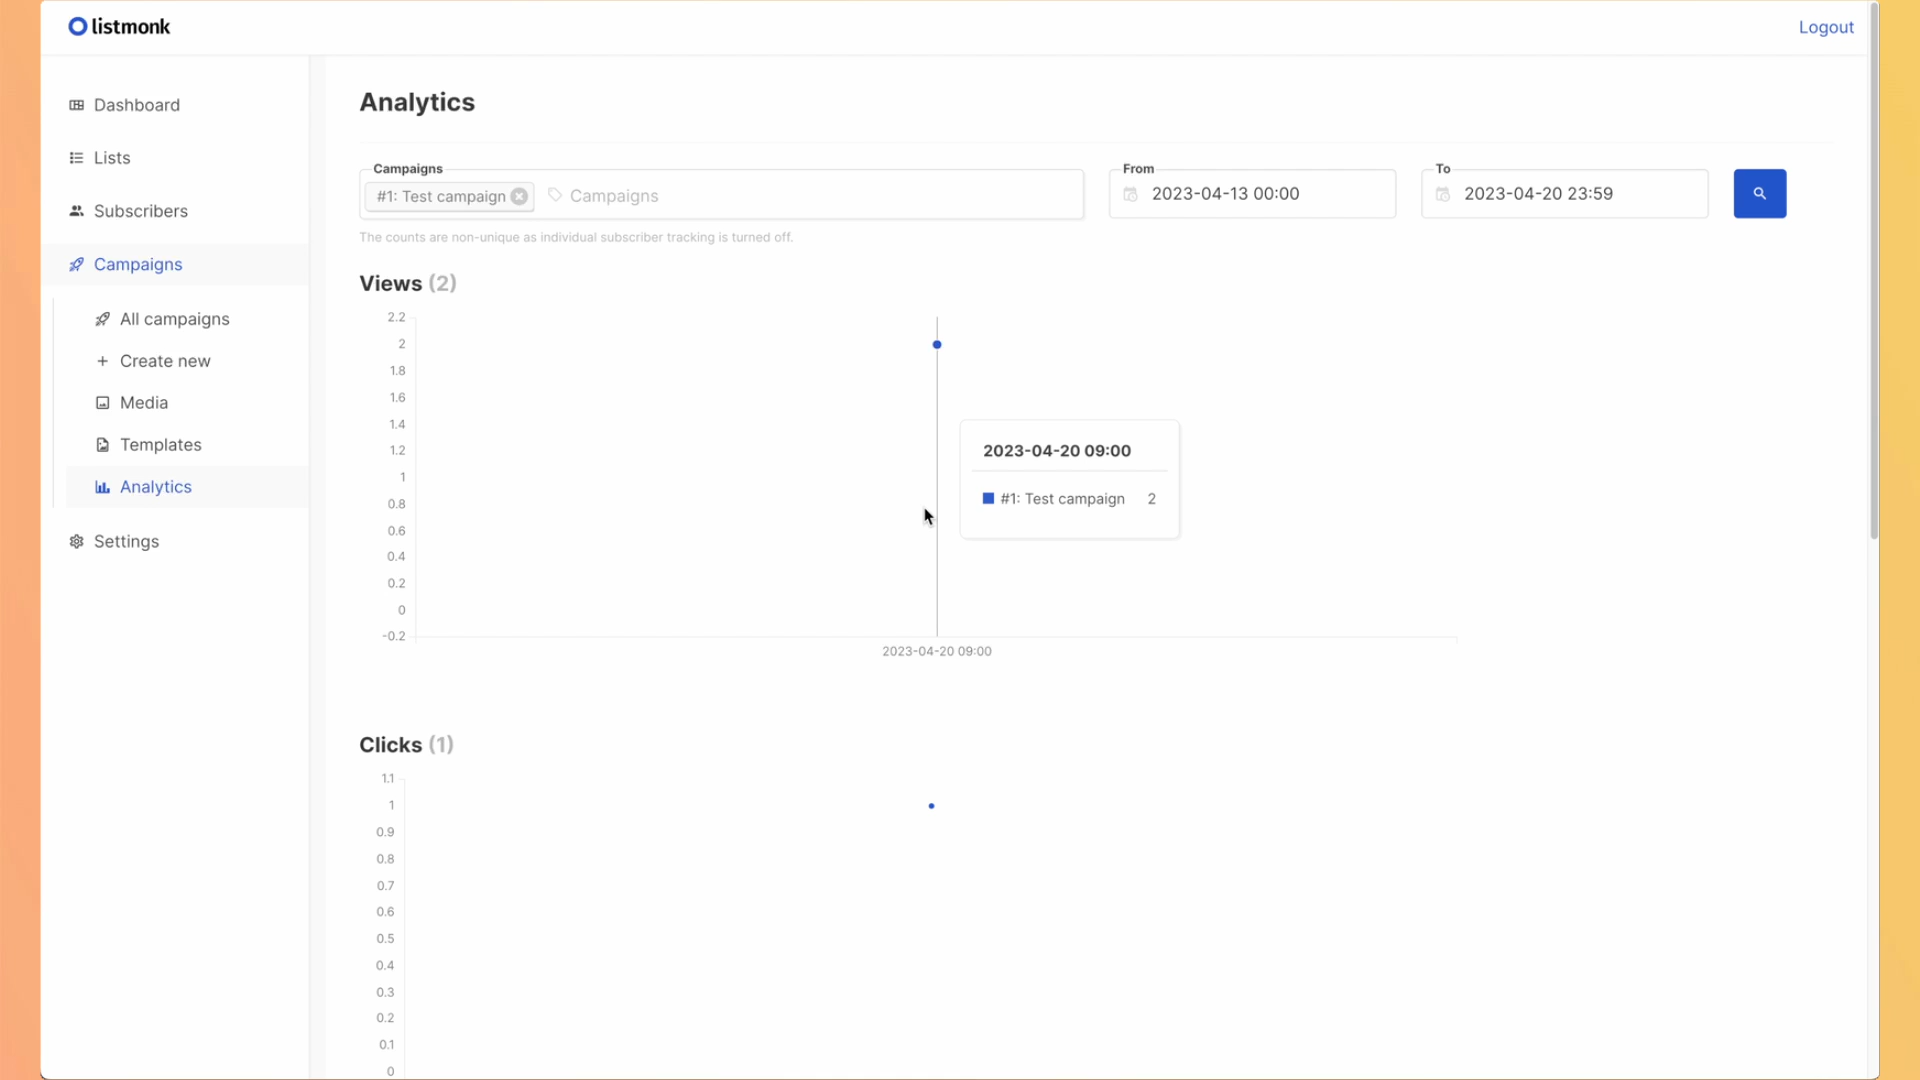 listmonk
Logout
Dashboard
Lists
Subscribers
Campaigns
All campaigns
Create new
Media
Templates
Analytics
Settings
Analytics
Campaigns
#1: Test campaign
Campaigns
From
2023-04-13 00:00
To
2023-04-20 23:59
The counts are non-unique as individual subscriber tracking is turned off.
Views (2)
2.2
2
1.8
1.6
1.4
1.2
1
0.8
0.6
0.4
0.2
0
-0.2
2023-04-20 09:00
#1: Test campaign 2
2023-04-20 09:00
Clicks (1)
1.1
1
0.9
0.8
0.7
0.6
0.5
0.4
0.3
0.2
0.1
0